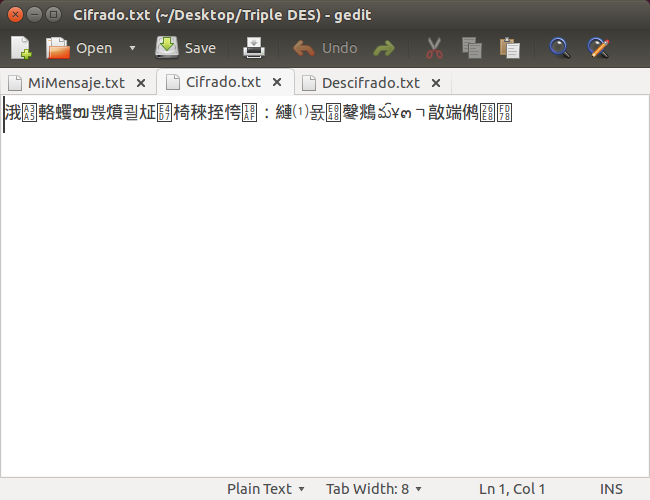 Cifrado.txt (~/Desktop/Triple DES) - gedit
Open Save Undo
MiMensaje.txt Cifrado.txt Descifrado.txt
Plain Text Tab Width: 8 Ln 1, Col 1 INS